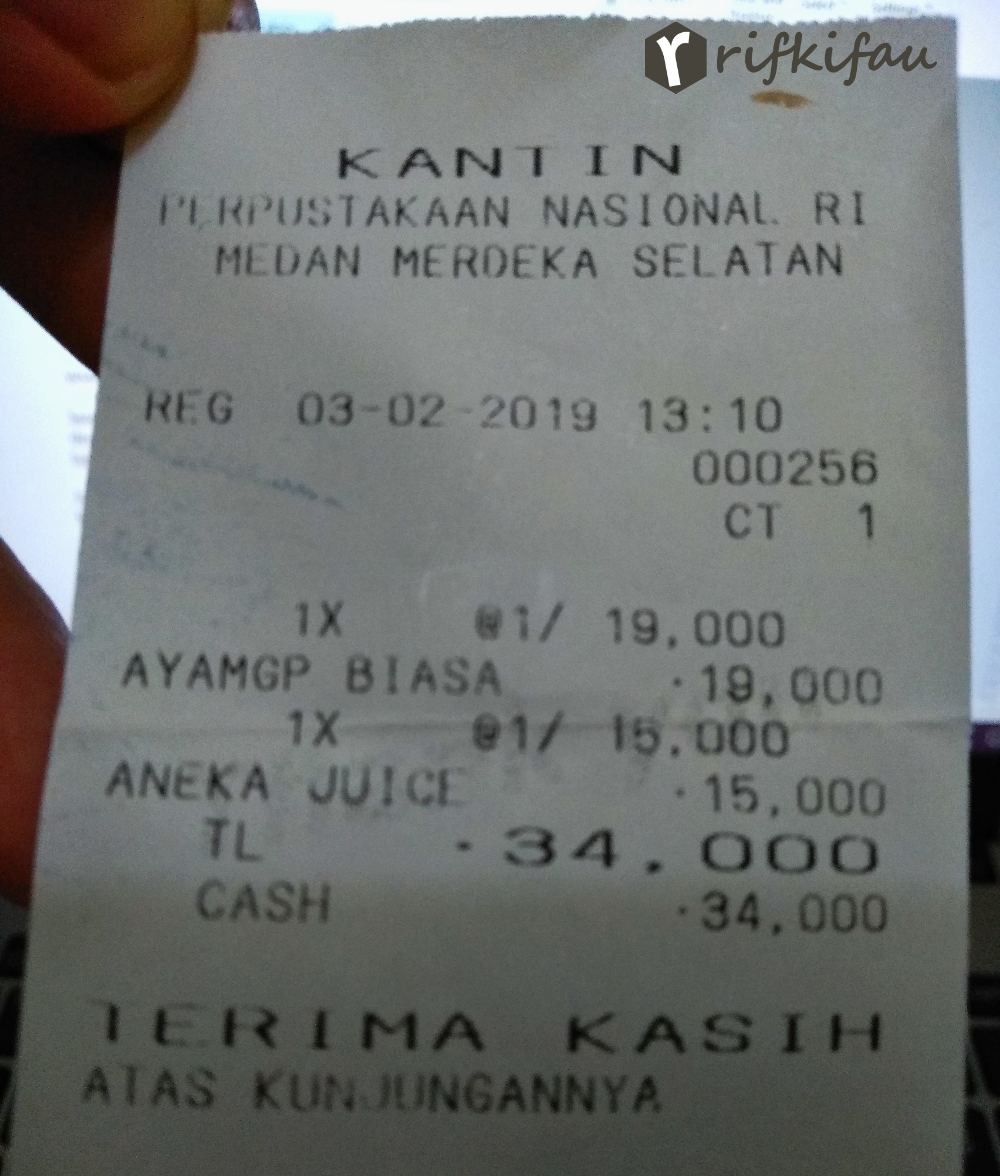 rifkifau
KANTIN
PERPUSTAKAAN NASIONAL RI
MEDAN MERDEKA SELATAN
REG 03-02-2019 13:10
000256
CT 1
1X @1/ 19,000
AYAMGP BIASA ·19,000
1X @1/ 15,000
ANEKA JUICE ·15,000
TL ·34,000
CASH ·34,000
TERIMA KASIH
ATAS KUNJUNGANNYA